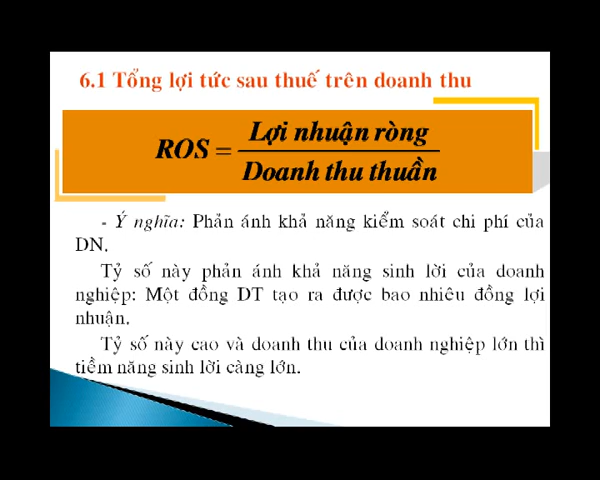 6.1 Tổng lợi tức sau thuế trên doanh thu
ROS = Lợi nhuận ròng
Doanh thu thuần
- Ý nghĩa: Phản ánh khả năng kiểm soát chi phí của
DN.
Tỷ số này phản ánh khả năng sinh lời của doanh
nghiệp: Một đồng DT tạo ra được bao nhiêu đồng lợi
nhuận.
Tỷ số này cao và doanh thu của doanh nghiệp lớn thì
tiềm năng sinh lời càng lớn.